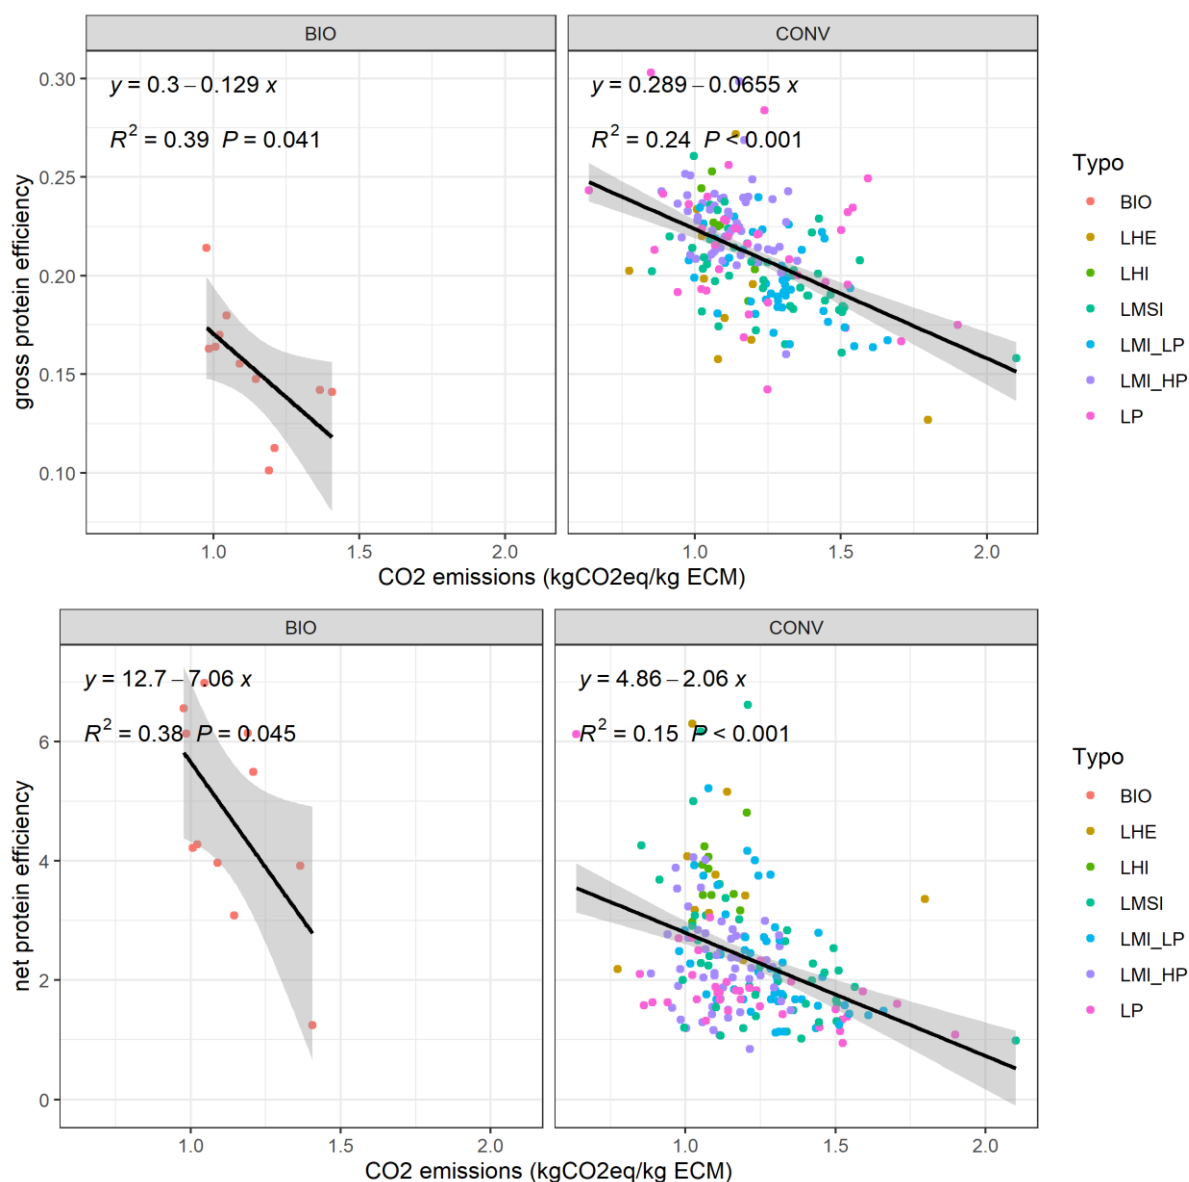 BIO
CONV
y = 0.3 – 0.129 x
R² = 0.39 P = 0.041
y = 0.289 – 0.0655 x
R² = 0.24 P < 0.001
gross protein efficiency
0.30
0.25
0.20
0.15
0.10
1.0 1.5 2.0
1.0 1.5 2.0
CO2 emissions (kgCO2eq/kg ECM)
Typo
BIO
LHE
LHI
LMSI
LMI_LP
LMI_HP
LP
BIO
CONV
y = 12.7 – 7.06 x
R² = 0.38 P = 0.045
y = 4.86 – 2.06 x
R² = 0.15 P < 0.001
net protein efficiency
6
4
2
0
1.0 1.5 2.0
1.0 1.5 2.0
CO2 emissions (kgCO2eq/kg ECM)
Typo
BIO
LHE
LHI
LMSI
LMI_LP
LMI_HP
LP